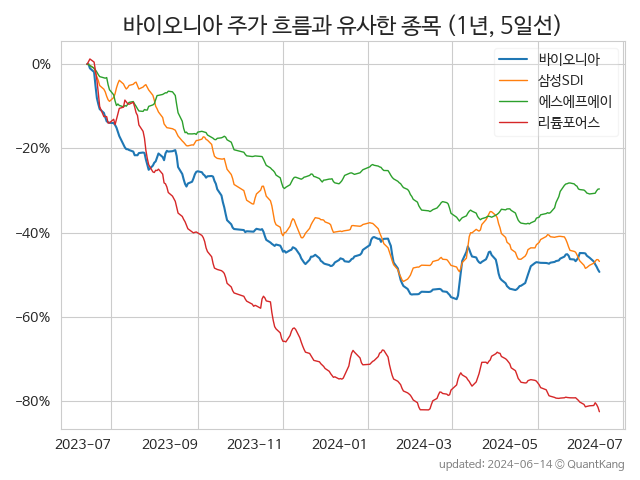 바이오니아 주가 흐름과 유사한 종목 (1년, 5일선)
바이오니아
삼성SDI
에스에프에이
리튬포어스
0%
−20%
−40%
−60%
−80%
2023-07 2023-09 2023-11 2024-01 2024-03 2024-05 2024-07
updated: 2024-06-14 © QuantKang